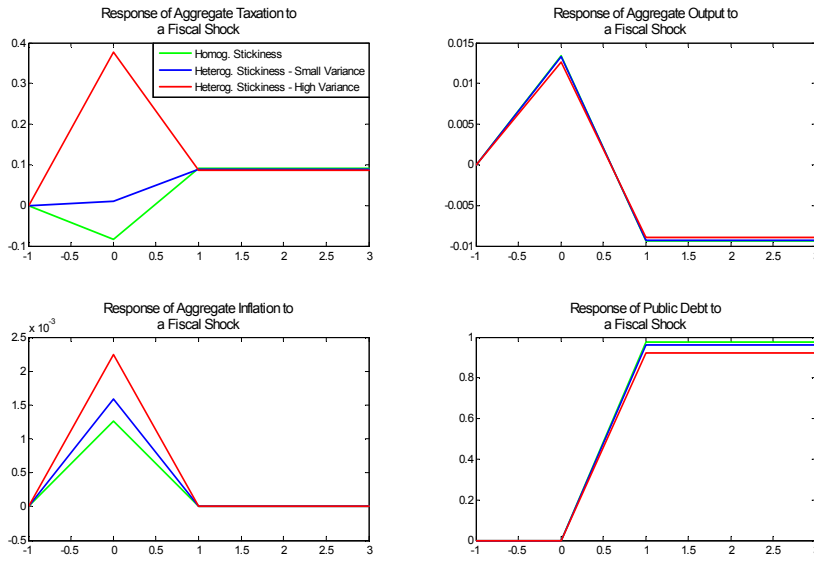 Response of Aggregate Taxation to
a Fiscal Shock
0.4
0.3
0.2
0.1
0
-0.1
-1 -0.5 0 0.5 1 1.5 2 2.5 3
Homog. Stickiness
Heterog. Stickiness - Small Variance
Heterog. Stickiness - High Variance
Response of Aggregate Output to
a Fiscal Shock
0.015
0.01
0.005
0
-0.005
-0.01
-1 -0.5 0 0.5 1 1.5 2 2.5 3
Response of Aggregate Inflation to
a Fiscal Shock
x 10-3
2.5
2
1.5
1
0.5
0
-0.5
-1 -0.5 0 0.5 1 1.5 2 2.5 3
Response of Public Debt to
a Fiscal Shock
1
0.8
0.6
0.4
0.2
0
-1 -0.5 0 0.5 1 1.5 2 2.5 3